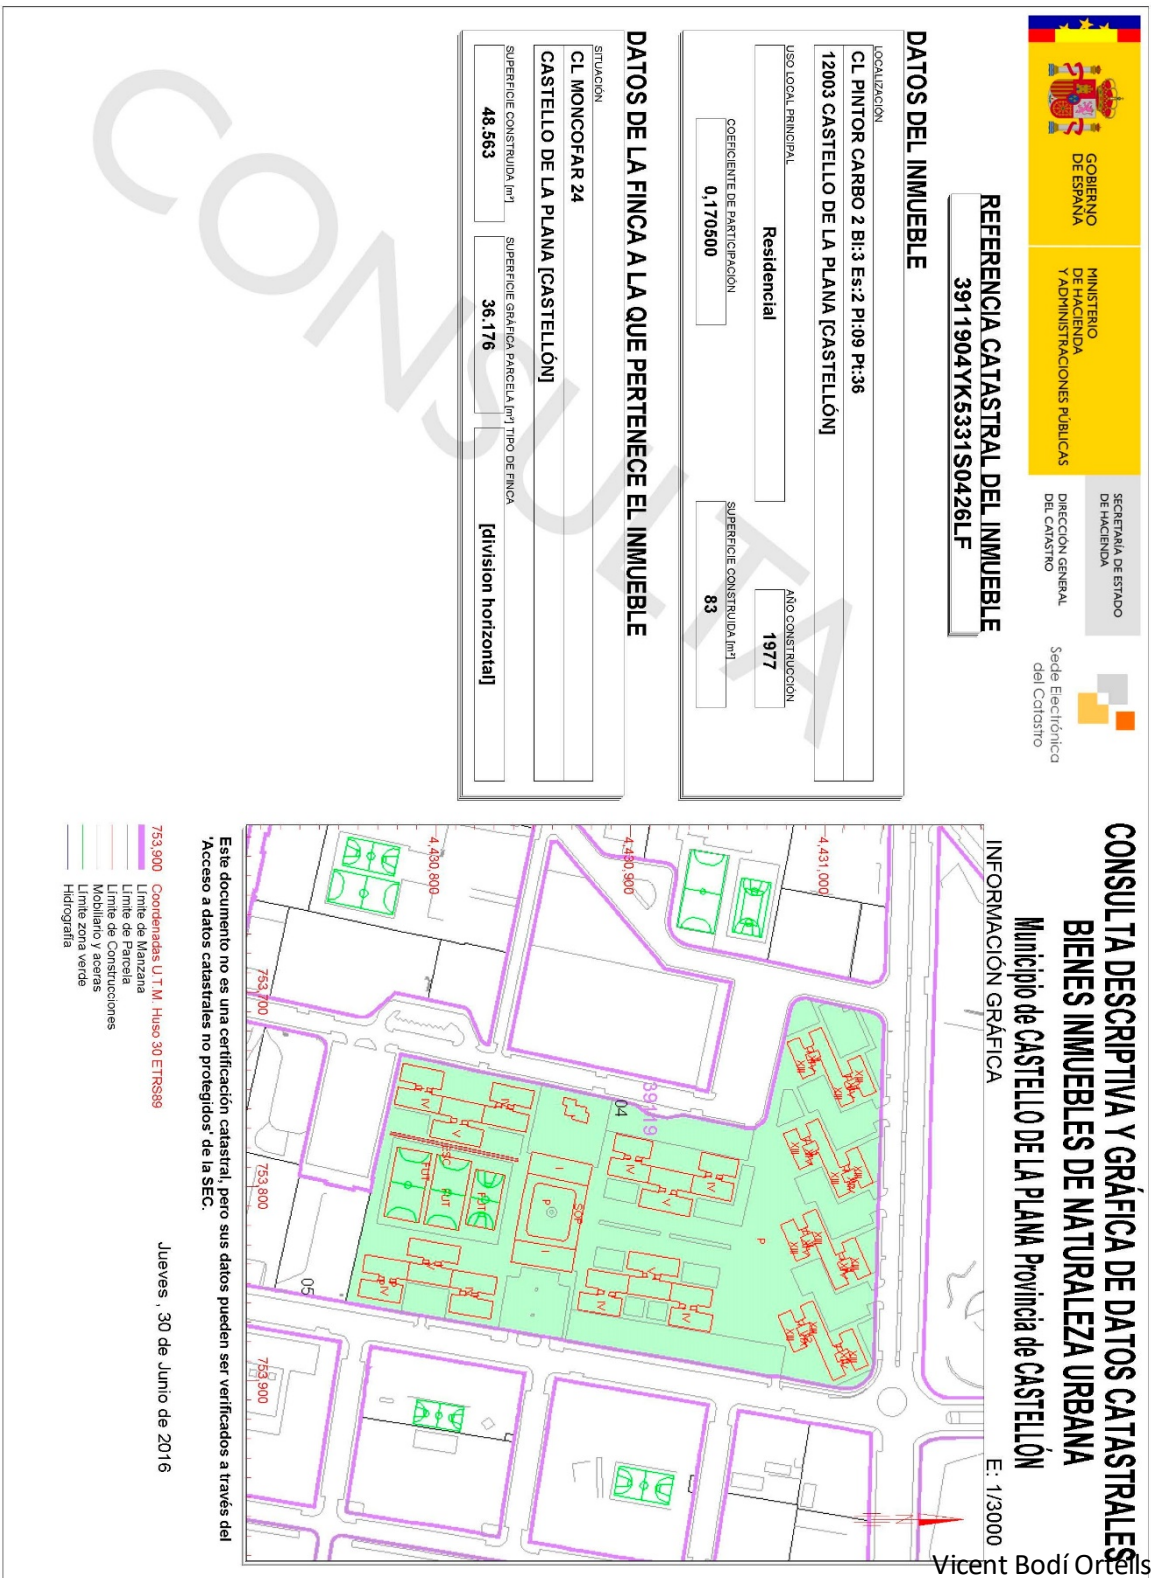 GOBIERNO
DE ESPAÑA
MINISTERIO
DE HACIENDA
Y ADMINISTRACIONES PÚBLICAS
SECRETARÍA DE ESTADO
DE HACIENDA
DIRECCIÓN GENERAL
DEL CATASTRO
Sede Electrónica
del Catastro
REFERENCIA CATASTRAL DEL INMUEBLE
3911904YK5331S0426LF
DATOS DEL INMUEBLE
LOCALIZACIÓN
CL PINTOR CARBO 2 Bl:3 Es:2 Pl:09 Pt:36
12003 CASTELLO DE LA PLANA [CASTELLÓN]
USO LOCAL PRINCIPAL
AÑO CONSTRUCCIÓN
Residencial
1977
COEFICIENTE DE PARTICIPACIÓN
SUPERFICIE CONSTRUIDA [m²]
0,170500
83
DATOS DE LA FINCA A LA QUE PERTENECE EL INMUEBLE
SITUACIÓN
CL MONCOFAR 24
CASTELLO DE LA PLANA [CASTELLÓN]
SUPERFICIE CONSTRUIDA [m²]
SUPERFICIE GRÁFICA PARCELA [m²]
TIPO DE FINCA
48.563
36.176
[division horizontal]
CONSULTA
CONSULTA DESCRIPTIVA Y GRÁFICA DE DATOS CATASTRALES
BIENES INMUEBLES DE NATURALEZA URBANA
Municipio de CASTELLO DE LA PLANA Provincia de CASTELLÓN
INFORMACIÓN GRÁFICA
E: 1/3000
4,431,000
4,430,900
4,430,800
39119
04
05
SOP
P
P
I
I
FUT
FUT
FUT
753,700
753,800
753,900
Este documento no es una certificación catastral, pero sus datos pueden ser verificados a través del
'Acceso a datos catastrales no protegidos' de la SEC.
753,900 Coordenadas U.T.M. Huso 30 ETRS89
Límite de Manzana
Límite de Parcela
Límite de Construcciones
Mobiliario y aceras
Límite zona verde
Hidrografía
Jueves , 30 de Junio de 2016
Vicent Bodí Ortells